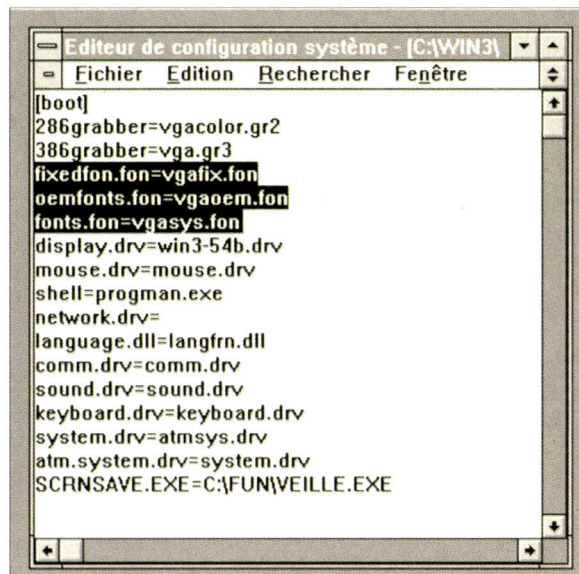 Editeur de configuration système - [C:\WIN3\
Fichier Edition Rechercher Fenêtre
[boot]
286grabber=vgacolor.gr2
386grabber=vga.gr3
fixedfon.fon=vgafix.fon
oemfonts.fon=vgaoem.fon
fonts.fon=vgasys.fon
display.drv=win3-54b.drv
mouse.drv=mouse.drv
shell=progman.exe
network.drv=
language.dll=langfrn.dll
comm.drv=comm.drv
sound.drv=sound.drv
keyboard.drv=keyboard.drv
system.drv=atmsys.drv
atm.system.drv=system.drv
SCRNSAVE.EXE=C:\FUN\VEILLE.EXE